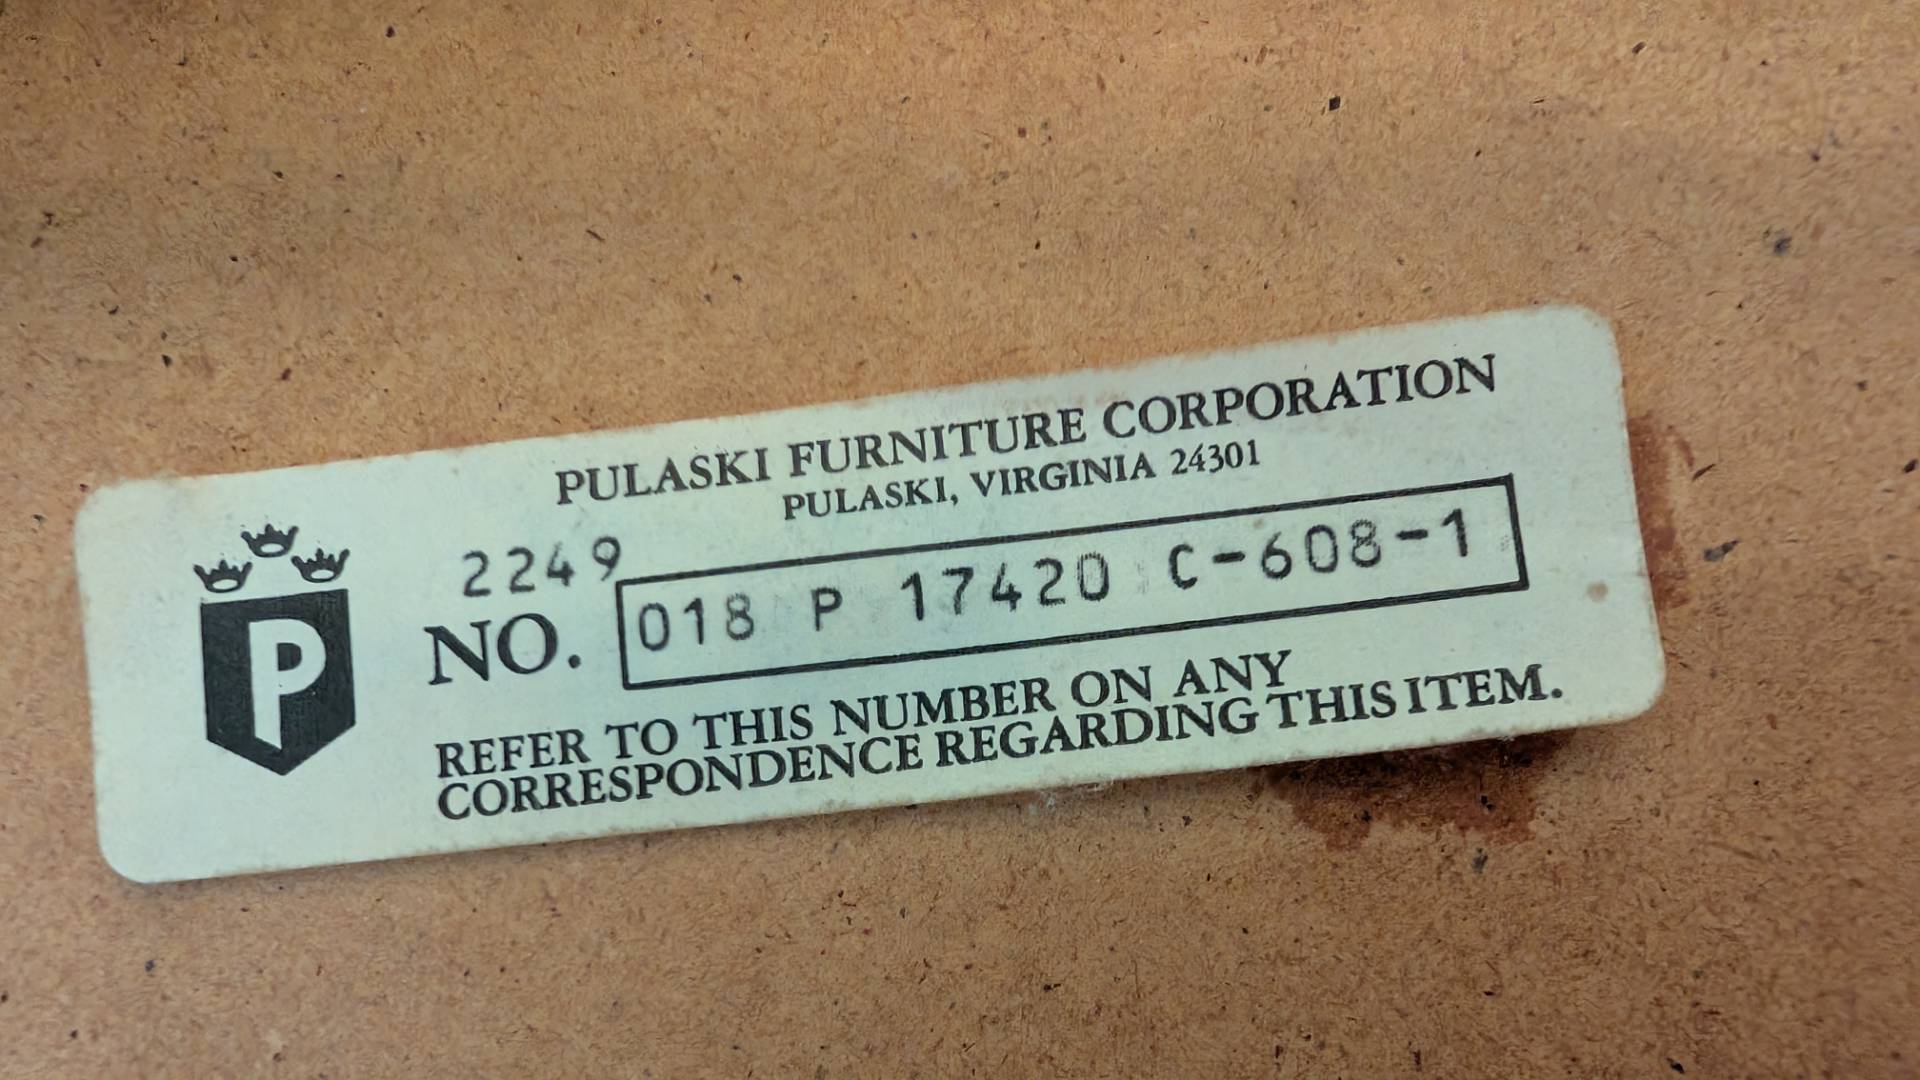 PULASKI FURNITURE CORPORATION
PULASKI, VIRGINIA 24301
2249
P
NO. 018 P 17420 C-608-1
REFER TO THIS NUMBER ON ANY
CORRESPONDENCE REGARDING THIS ITEM.